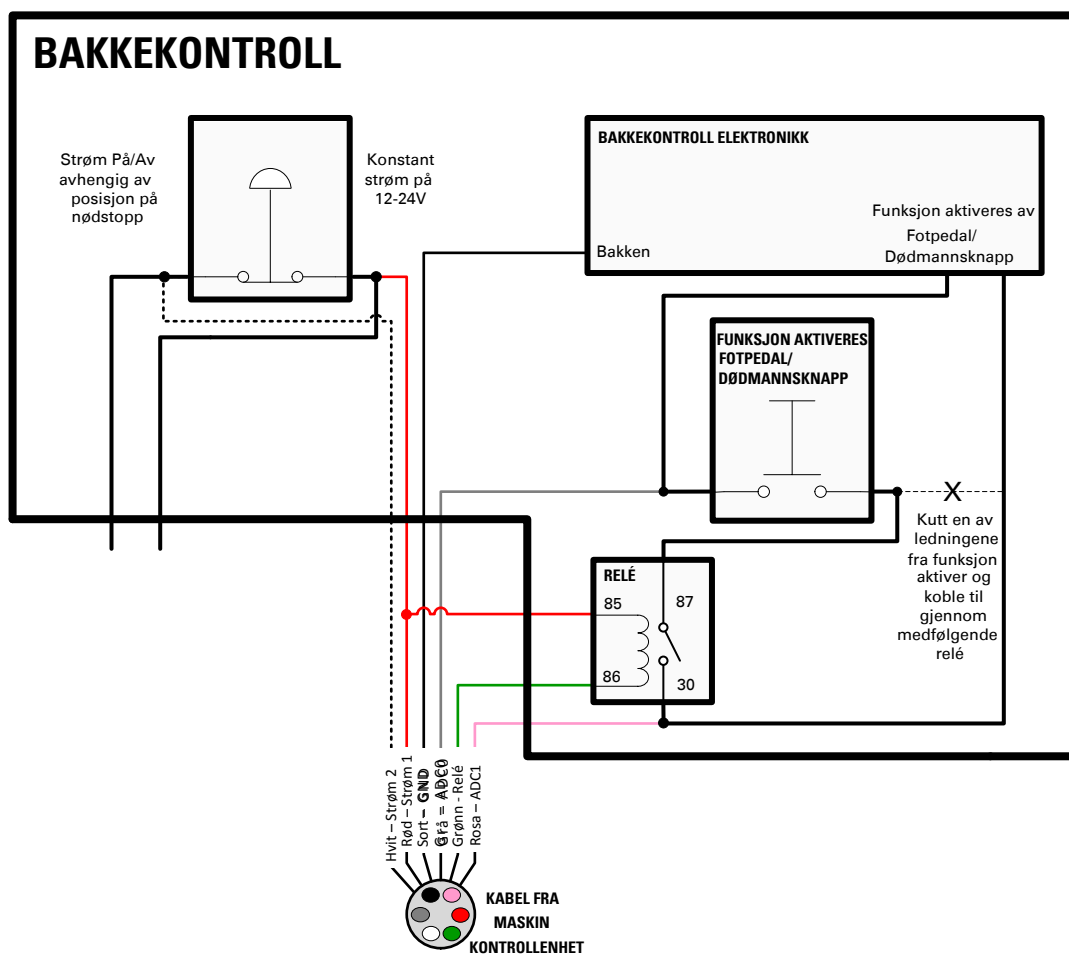 BAKKEKONTROLL
Strøm På/Av
avhengig av
posisjon på
nødstopp
Konstant
strøm på
12-24V
BAKKEKONTROLL ELEKTRONIKK
Funksjon aktiveres av
Fotpedal/
Dødmannsknapp
Bakken
FUNKSJON AKTIVERES
FOTPEDAL/
DØDMANNSKNAPP
X
Kutt en av
ledningene
fra funksjon
aktiver og
koble til
gjennom
medfølgende
relé
RELÉ
85
87
86
30
Hvit – Strøm 2
Rød – Strøm 1
Sort – GND
Grå – ADC0
Grønn - Relé
Rosa – ADC1
KABEL FRA
MASKIN
KONTROLLENHET